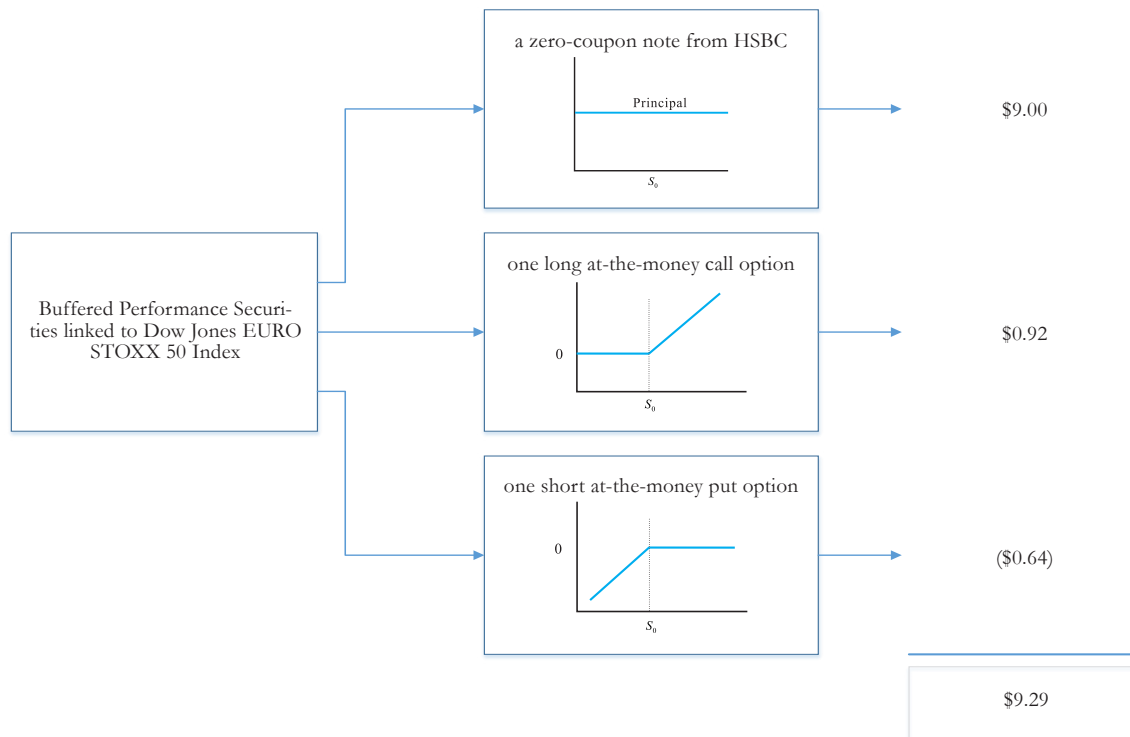 a zero-coupon note from HSBC
Principal
S₀
$9.00
Buffered Performance Securi-
ties linked to Dow Jones EURO
STOXX 50 Index
one long at-the-money call option
0
S₀
$0.92
one short at-the-money put option
0
S₀
($0.64)
$9.29